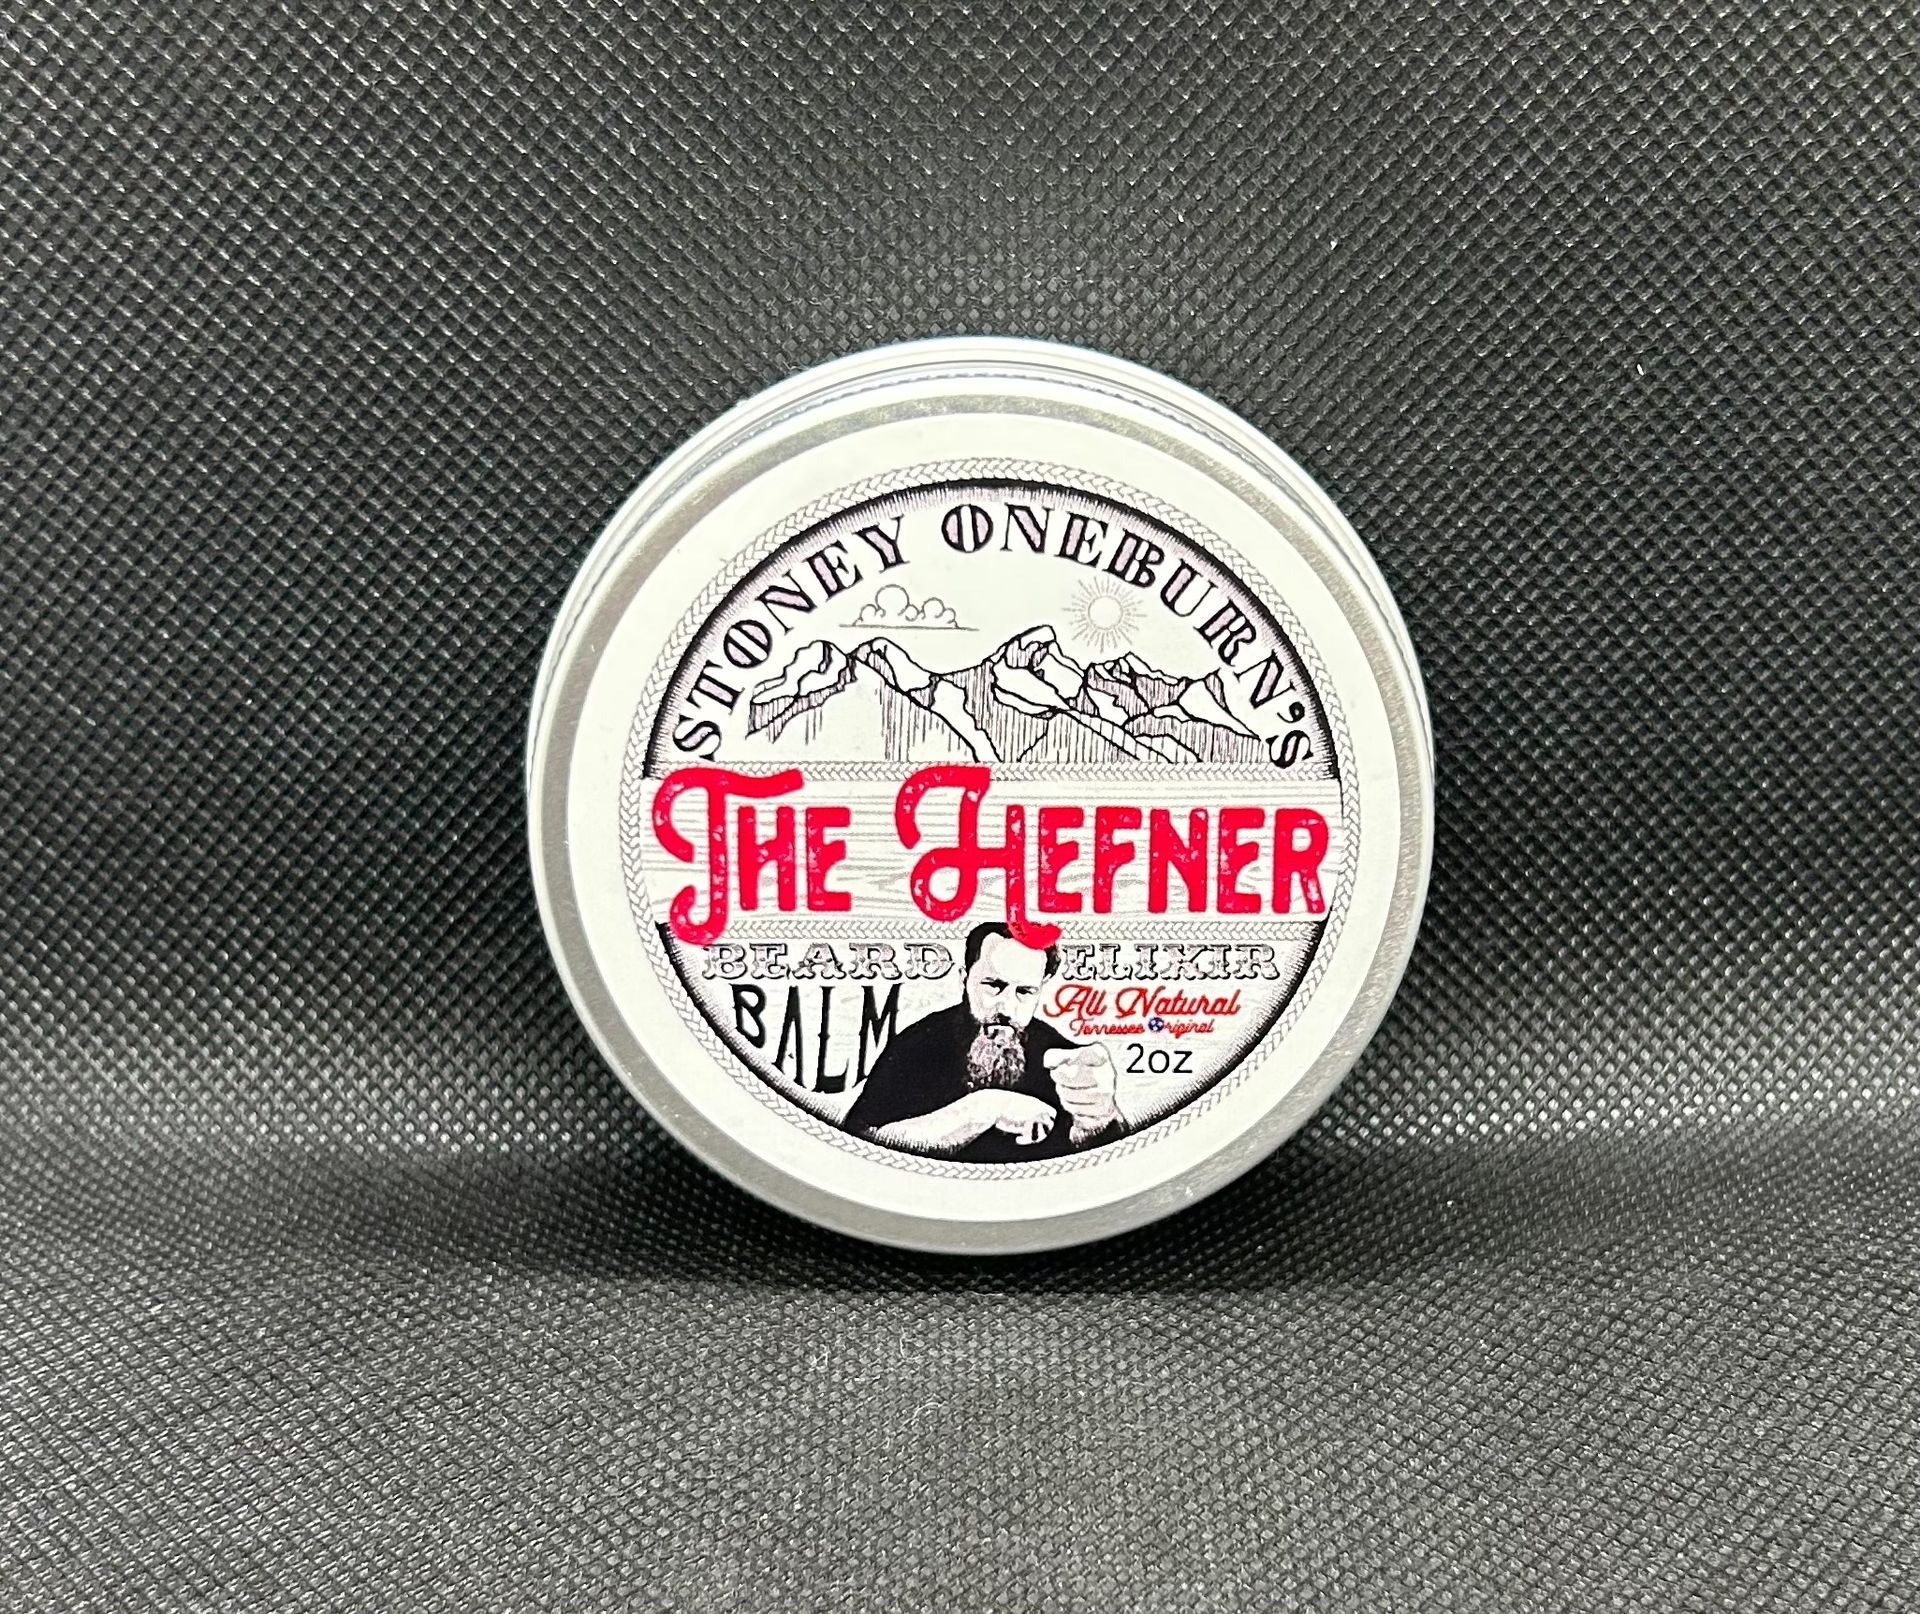 STONEY ONEBURN'S
THE HEFNER
BEARD ELIXIR
BALM
All Natural
Tennessee Original
2oz